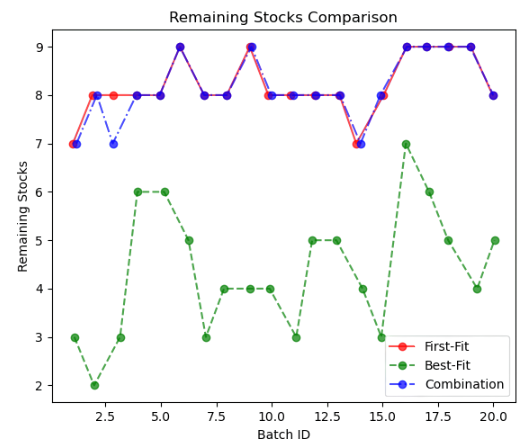 Remaining Stocks Comparison
Remaining Stocks
9
8
7
6
5
4
3
2
2.5 5.0 7.5 10.0 12.5 15.0 17.5 20.0
Batch ID
First-Fit
Best-Fit
Combination